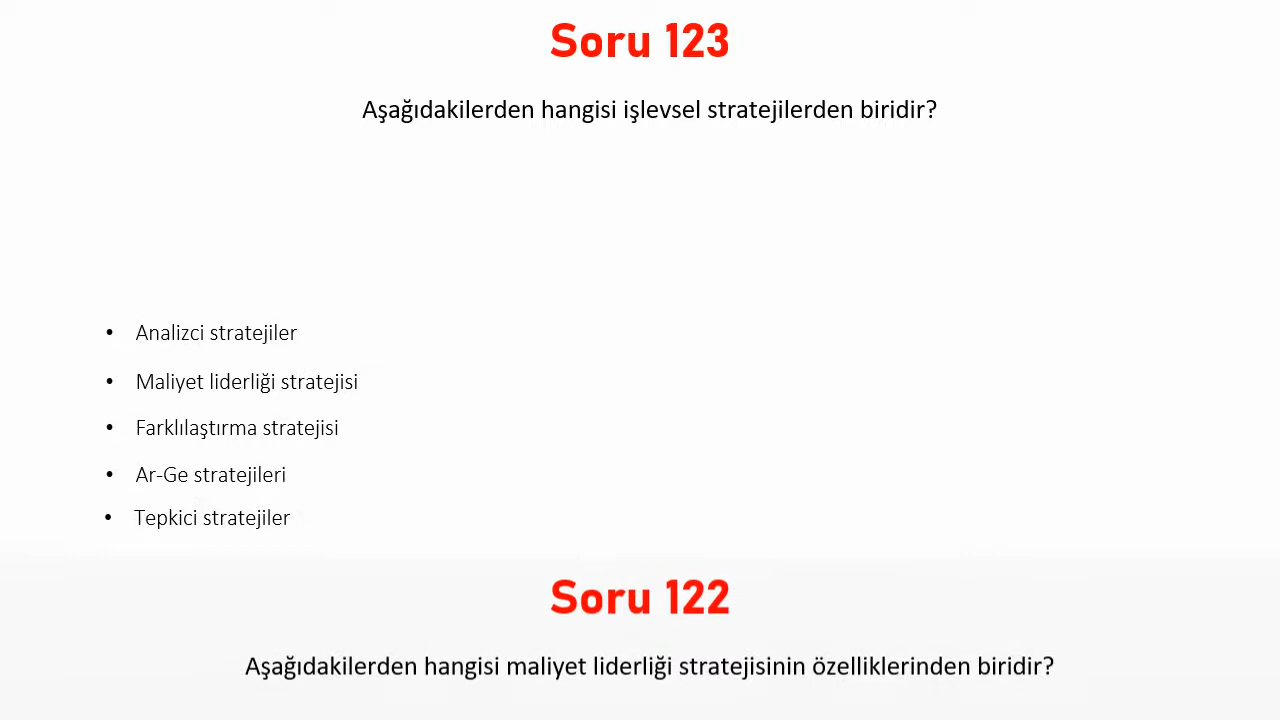 Soru 123
Aşağıdakilerden hangisi işlevsel stratejilerden biridir?
• Analizci stratejiler
• Maliyet liderliği stratejisi
• Farklılaştırma stratejisi
• Ar-Ge stratejileri
• Tepkici stratejiler
Soru 122
Aşağıdakilerden hangisi maliyet liderliği stratejisinin özelliklerinden biridir?